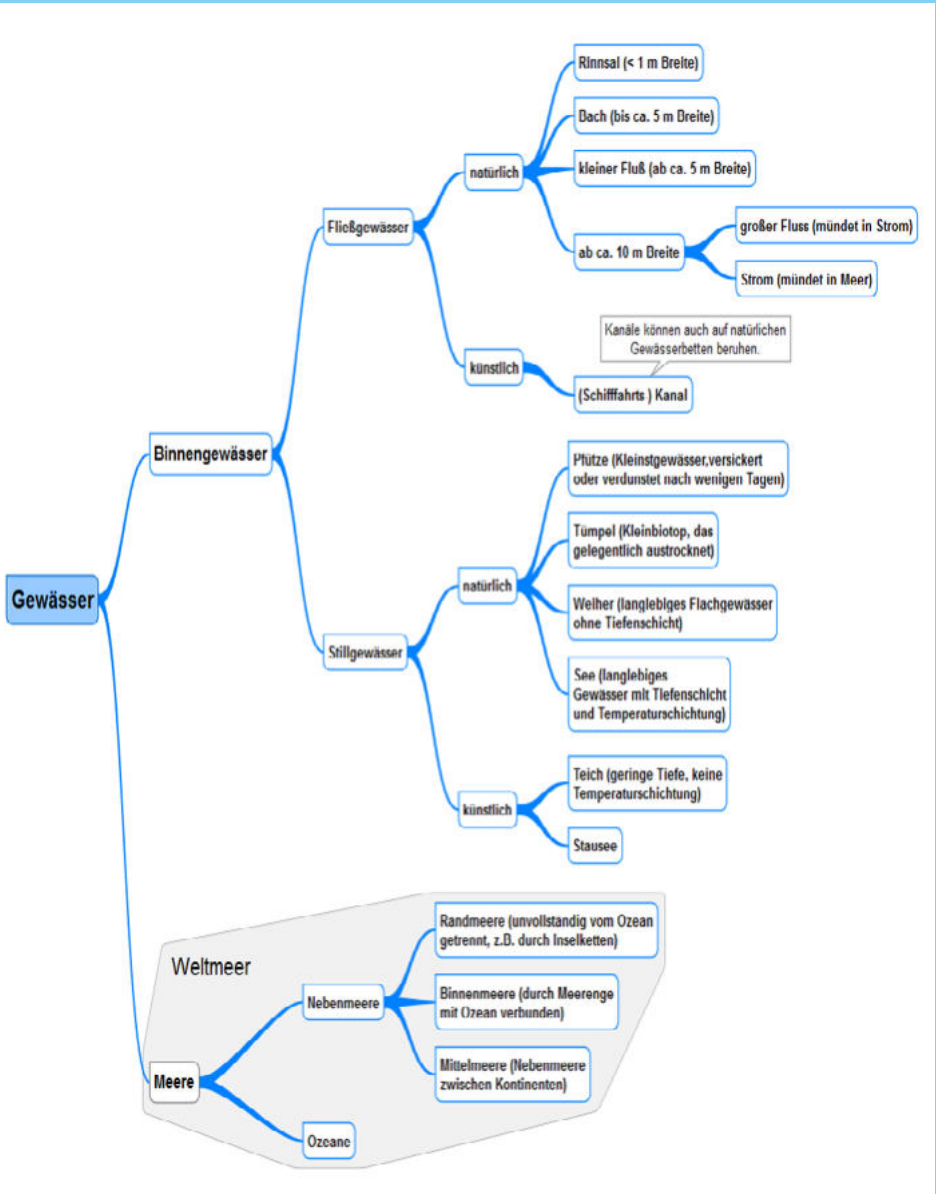 Rinnsal (< 1 m Breite)
Bach (bis ca. 5 m Breite)
natürlich
kleiner Fluß (ab ca. 5 m Breite)
Fließgewässer
großer Fluss (mündet in Strom)
ab ca. 10 m Breite
Strom (mündet in Meer)
Kanäle können auch auf natürlichen
Gewässerbetten beruhen.
künstlich
(Schifffahrts ) Kanal
Binnengewässer
Pfütze (Kleinstgewässer,versickert
oder verdunstet nach wenigen Tagen)
Tümpel (Kleinbiotop, das
gelegentlich austrocknet)
natürlich
Gewässer
Weiher (langlebiges Flachgewässer
ohne Tiefenschicht)
Stillgewässer
See (langlebiges
Gewässer mit Tiefenschicht
und Temperaturschichtung)
Teich (geringe Tiefe, keine
Temperaturschichtung)
künstlich
Stausee
Randmeere (unvollständig vom Ozean
getrennt, z.B. durch Inselketten)
Weltmeer
Nebenmeere
Binnenmeere (durch Meerenge
mit Ozean verbunden)
Mittelmeere (Nebenmeere
zwischen Kontinenten)
Meere
Ozeane